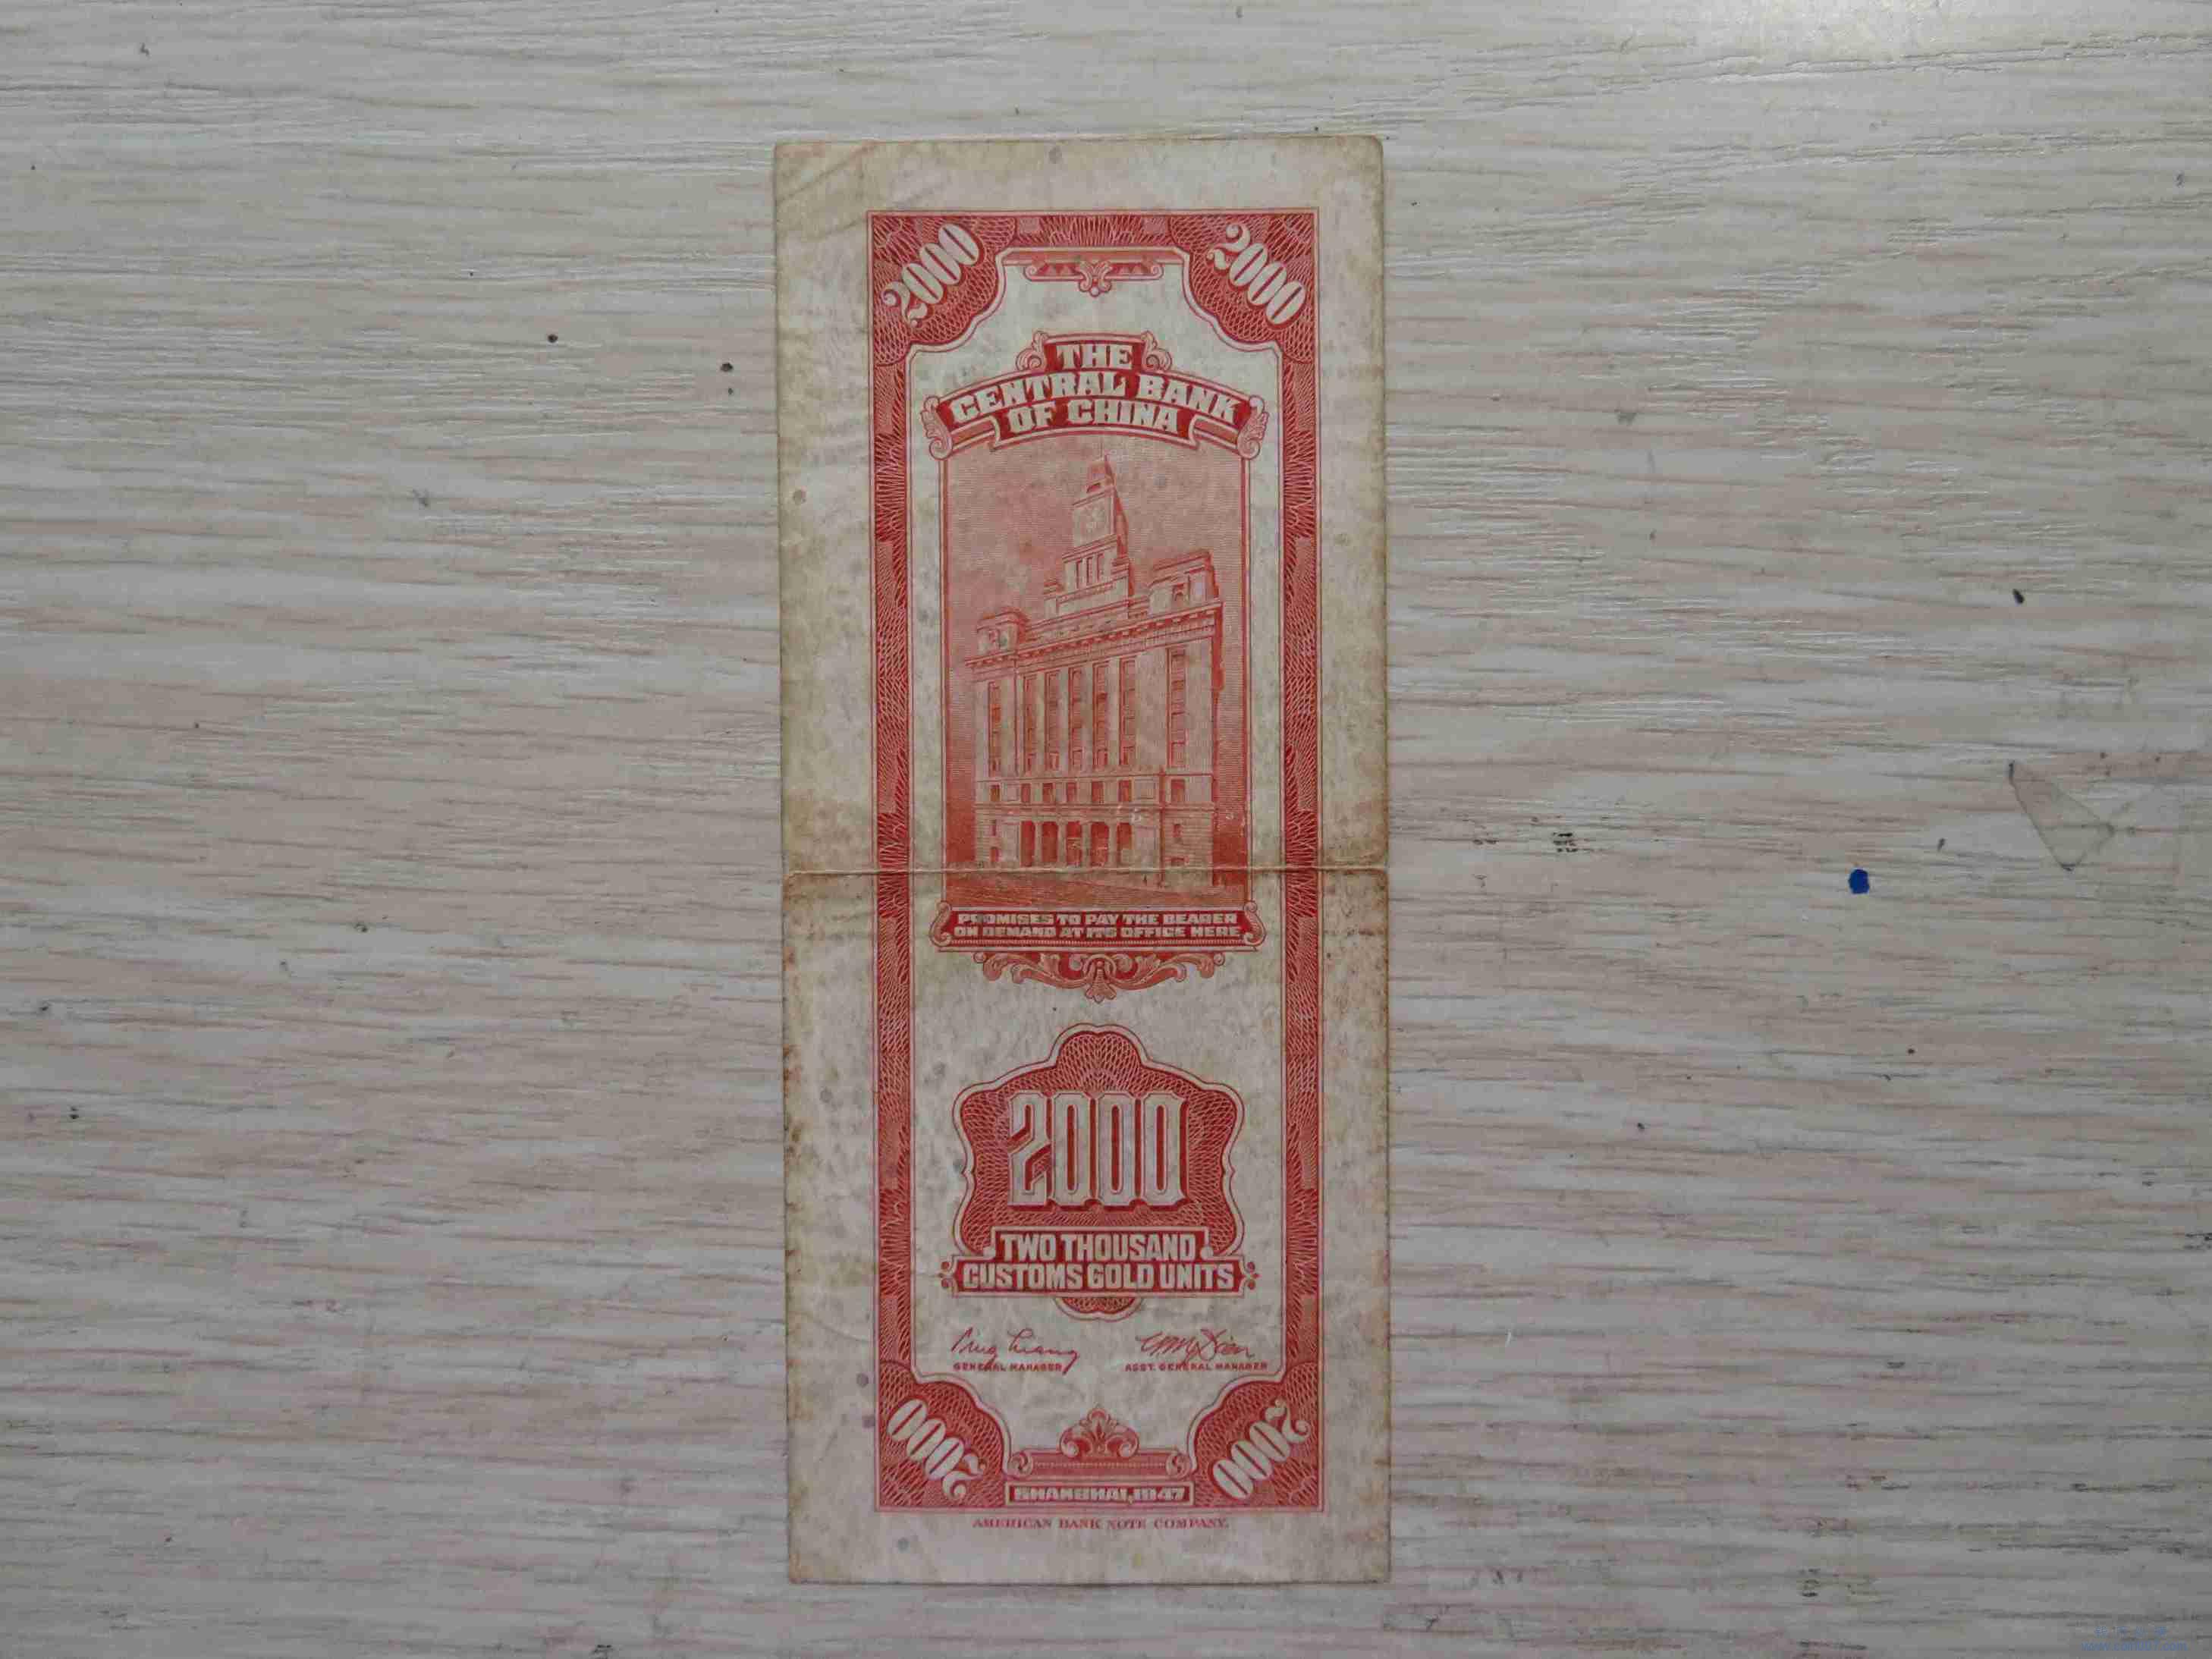 2000 2000
THE
CENTRAL BANK
OF CHINA
PROMISES TO PAY THE BEARER
ON DEMAND AT ITS OFFICE HERE
2000
TWO THOUSAND
CUSTOMS GOLD UNITS
GENERAL MANAGER ASST. GENERAL MANAGER
2000 2000
SHANGHAI, 1947
AMERICAN BANK NOTE COMPANY.